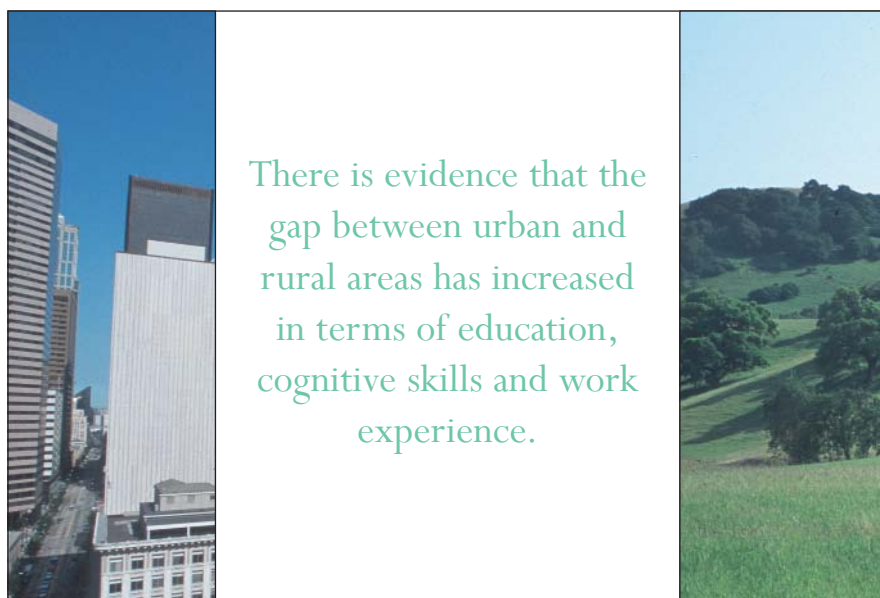 There is evidence that the
gap between urban and
rural areas has increased
in terms of education,
cognitive skills and work
experience.